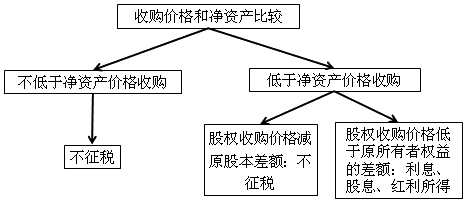 收购价格和净资产比较
不低于净资产价格收购
低于净资产价格收购
不征税
股权收购价格减
原股本差额：不
征税
股权收购价格低
于原所有者权益
的差额：利息、
股息、红利所得